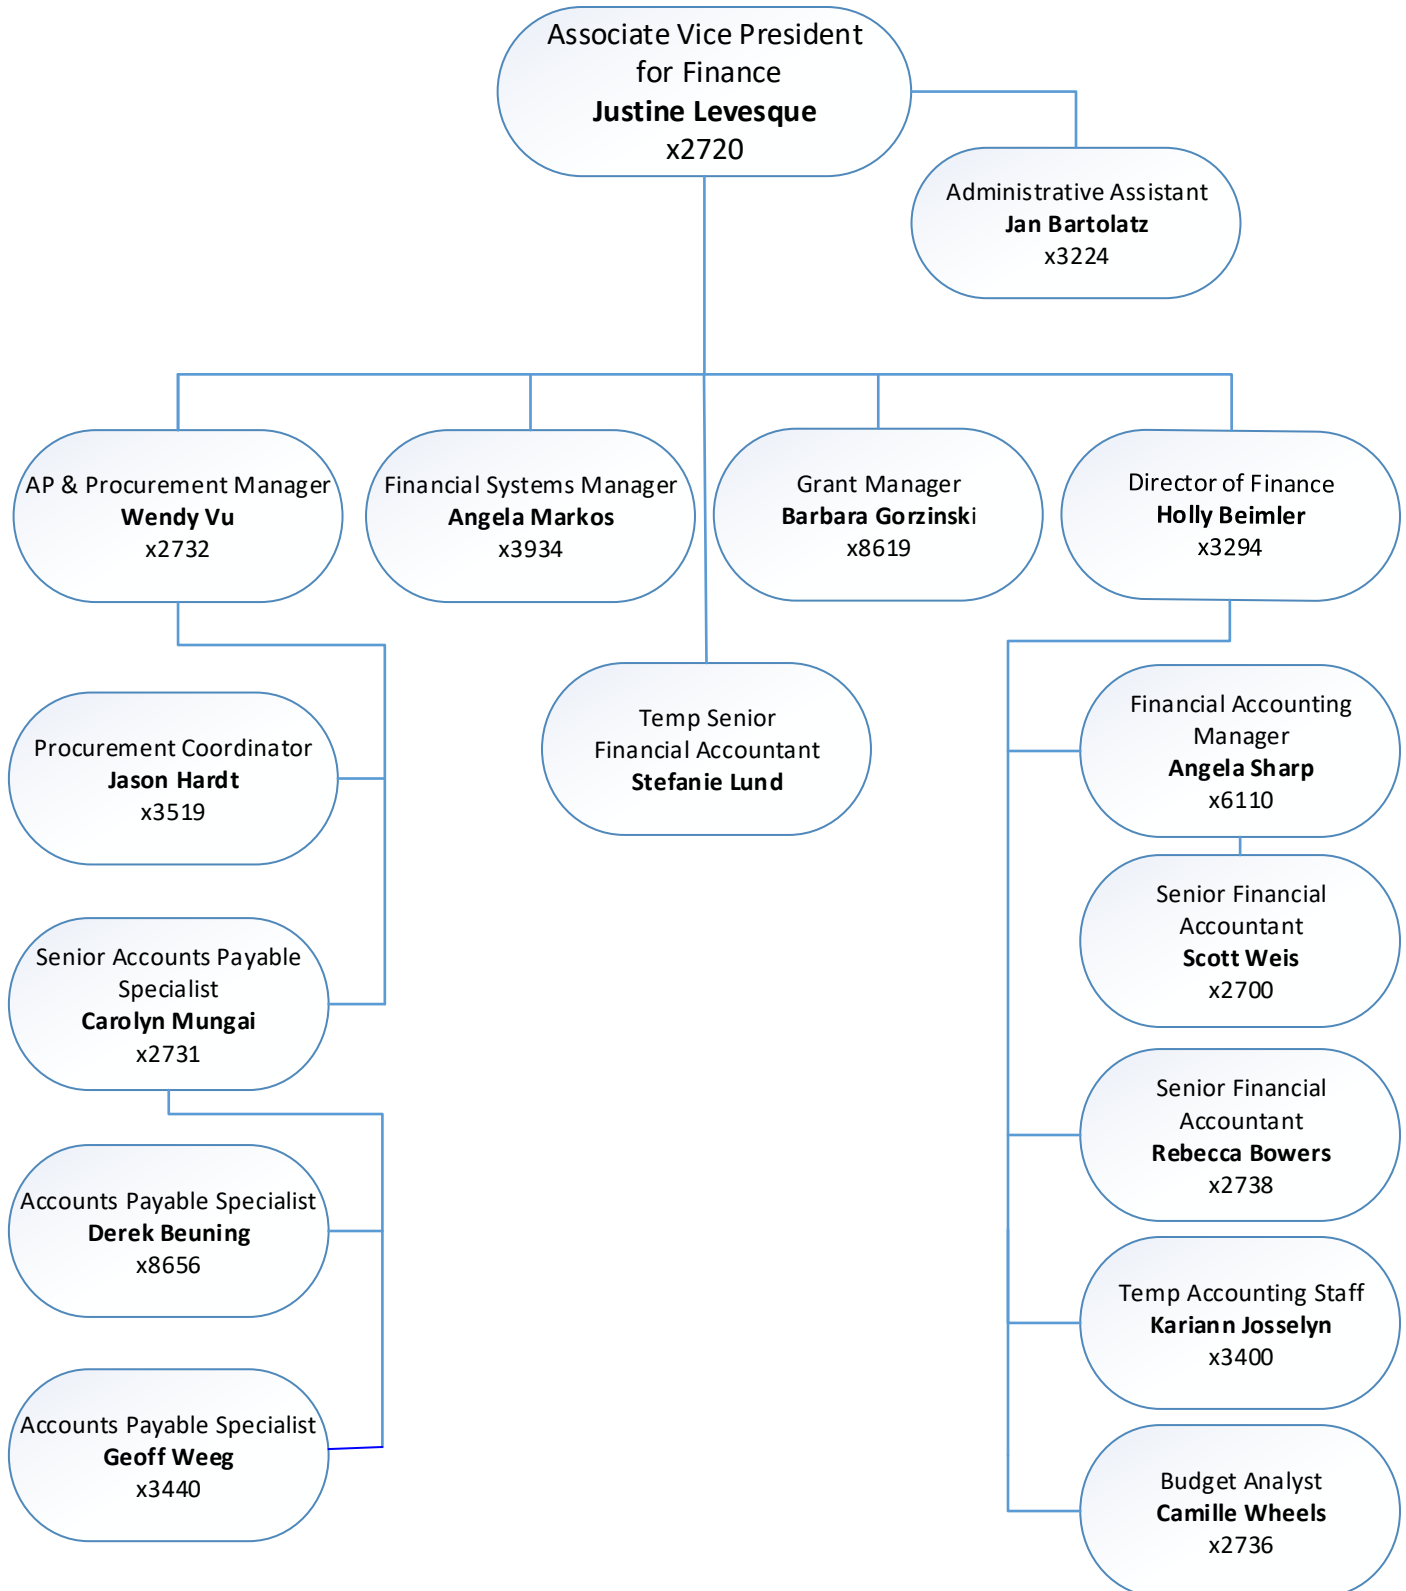 Associate Vice President
for Finance
Justine Levesque
x2720
Administrative Assistant
Jan Bartolatz
x3224
AP & Procurement Manager
Wendy Vu
x2732
Financial Systems Manager
Angela Markos
x3934
Grant Manager
Barbara Gorzinski
x8619
Director of Finance
Holly Beimler
x3294
Procurement Coordinator
Jason Hardt
x3519
Temp Senior
Financial Accountant
Stefanie Lund
Financial Accounting
Manager
Angela Sharp
x6110
Senior Financial
Accountant
Scott Weis
x2700
Senior Accounts Payable
Specialist
Carolyn Mungai
x2731
Senior Financial
Accountant
Rebecca Bowers
x2738
Accounts Payable Specialist
Derek Beuning
x8656
Temp Accounting Staff
Kariann Josselyn
x3400
Accounts Payable Specialist
Geoff Weeg
x3440
Budget Analyst
Camille Wheels
x2736